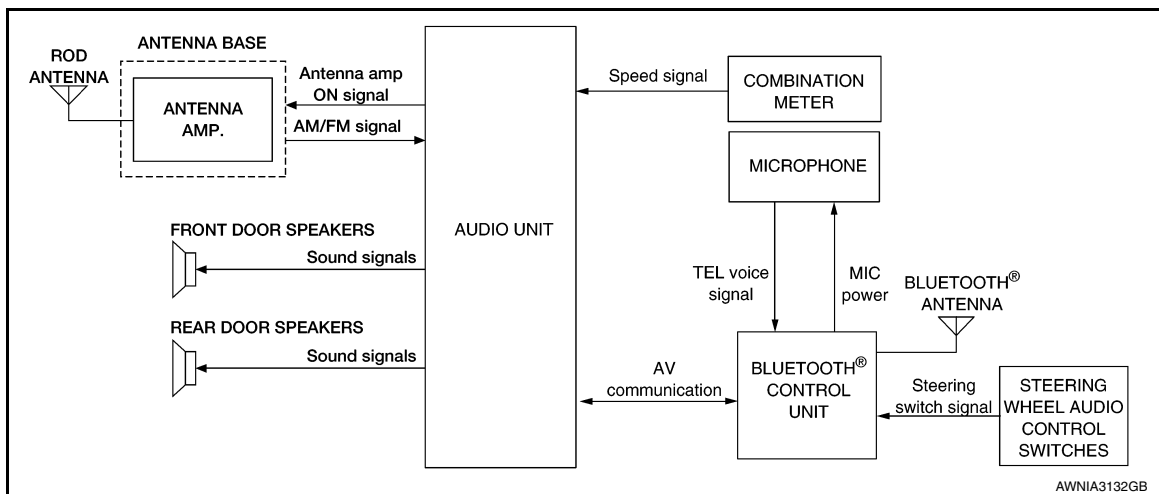 ROD
ANTENNA
ANTENNA BASE
ANTENNA
AMP.
Antenna amp
ON signal
AM/FM signal
FRONT DOOR SPEAKERS
Sound signals
REAR DOOR SPEAKERS
Sound signals
AUDIO UNIT
Speed signal
COMBINATION
METER
MICROPHONE
TEL voice
signal
MIC
power
BLUETOOTH®
ANTENNA
AV
communication
BLUETOOTH®
CONTROL
UNIT
Steering
switch signal
STEERING
WHEEL AUDIO
CONTROL
SWITCHES
AWNIA3132GB